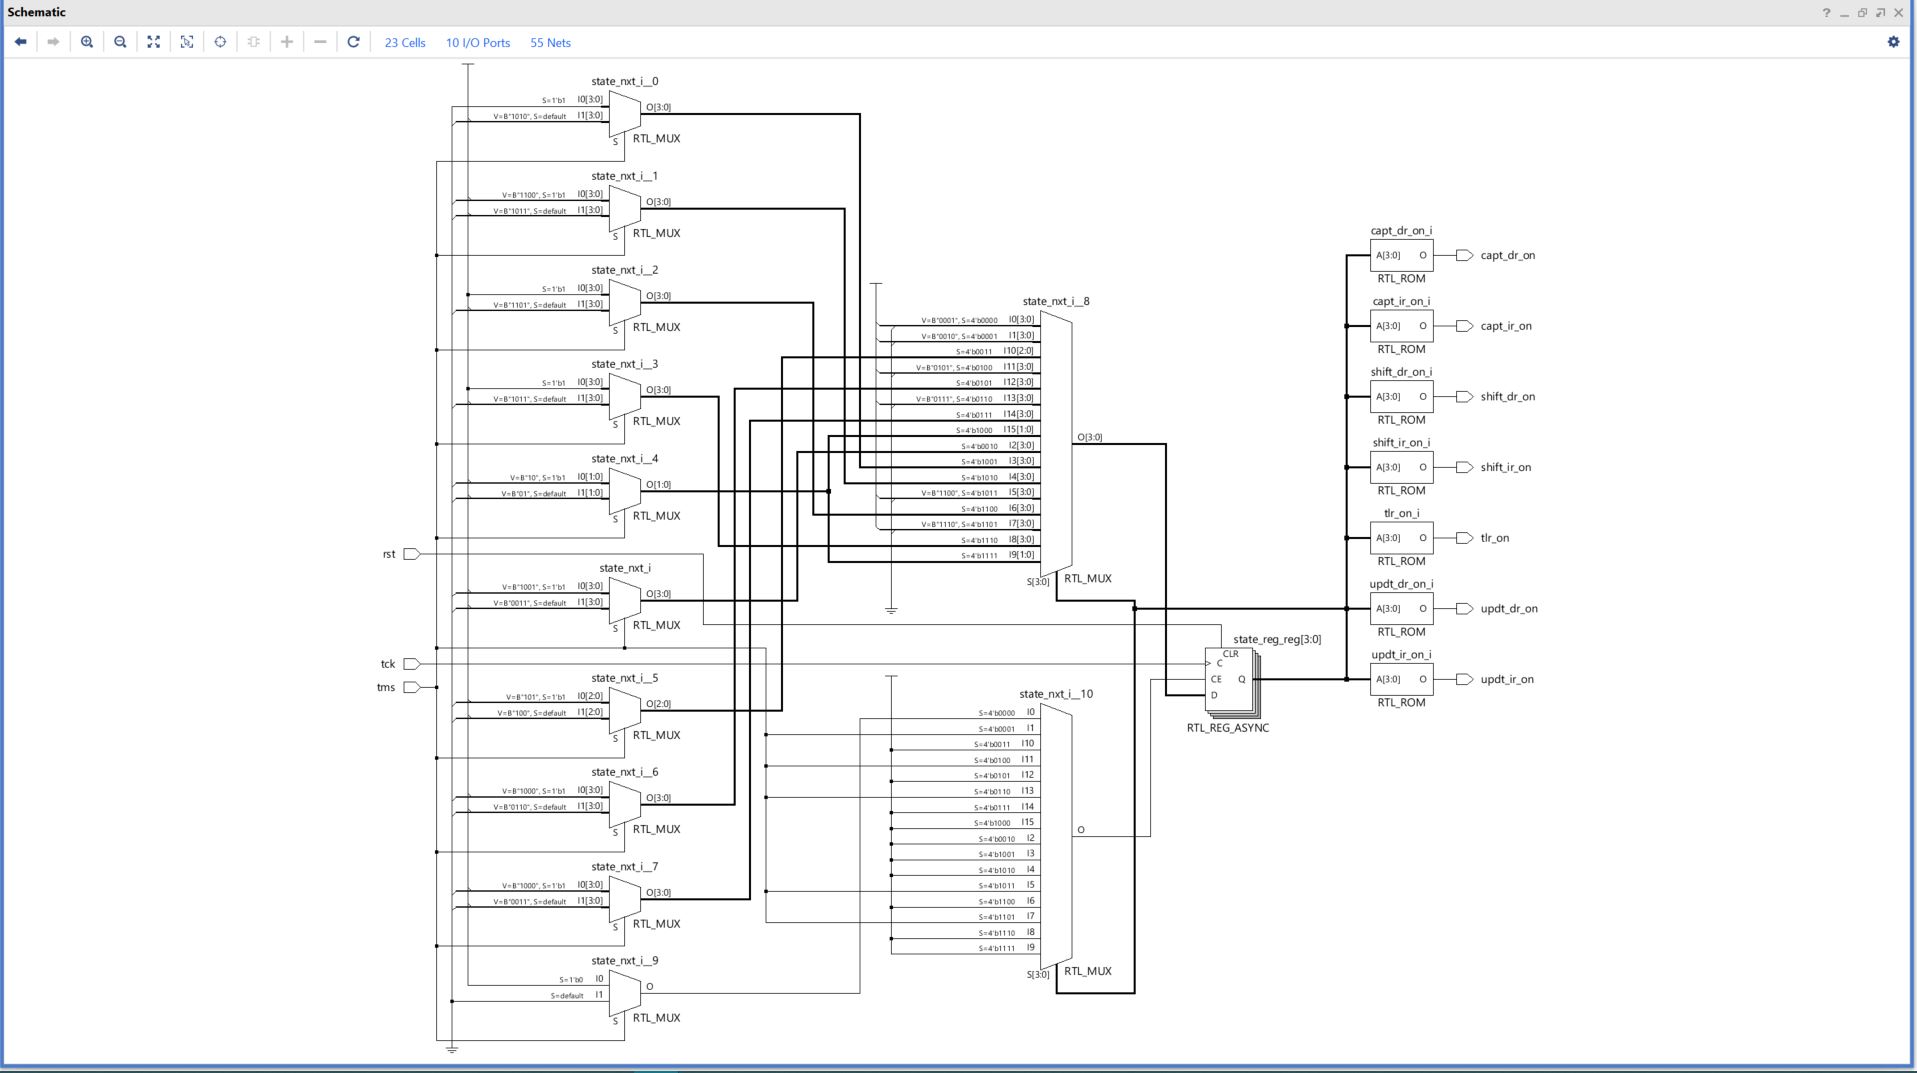 Schematic
23 Cells 10 I/O Ports 55 Nets
state_nxt_i__0
S=1'b1 I0[3:0] O[3:0]
V=B"1010", S=default I1[3:0]
S RTL_MUX
state_nxt_i__1
V=B"1100", S=1'b1 I0[3:0] O[3:0]
V=B"1011", S=default I1[3:0]
S RTL_MUX
state_nxt_i__2
S=1'b1 I0[3:0] O[3:0]
V=B"1101", S=default I1[3:0]
S RTL_MUX
state_nxt_i__3
S=1'b1 I0[3:0] O[3:0]
V=B"1011", S=default I1[3:0]
S RTL_MUX
state_nxt_i__4
V=B"10", S=1'b1 I0[1:0] O[1:0]
V=B"01", S=default I1[1:0]
S RTL_MUX
rst
state_nxt_i
V=B"1001", S=1'b1 I0[3:0] O[3:0]
V=B"0011", S=default I1[3:0]
S RTL_MUX
tck
tms
state_nxt_i__5
V=B"101", S=1'b1 I0[2:0] O[2:0]
V=B"100", S=default I1[2:0]
S RTL_MUX
state_nxt_i__6
V=B"1000", S=1'b1 I0[3:0] O[3:0]
V=B"0110", S=default I1[3:0]
S RTL_MUX
state_nxt_i__7
V=B"1000", S=1'b1 I0[3:0] O[3:0]
V=B"0011", S=default I1[3:0]
S RTL_MUX
state_nxt_i__9
S=1'b0 I0 O
S=default I1
S RTL_MUX
state_nxt_i__8
V=B"0001", S=4'b0000 I0[3:0]
V=B"0010", S=4'b0001 I1[3:0]
S=4'b0011 I10[2:0]
V=B"0101", S=4'b0100 I11[3:0]
S=4'b0101 I12[3:0]
V=B"0111", S=4'b0110 I13[3:0]
S=4'b0111 I14[3:0]
S=4'b1000 I15[1:0]
O[3:0]
S=4'b0010 I2[3:0]
S=4'b1001 I3[3:0]
S=4'b1010 I4[3:0]
V=B"1100", S=4'b1011 I5[3:0]
S=4'b1100 I6[3:0]
V=B"1110", S=4'b1101 I7[3:0]
S=4'b1110 I8[3:0]
S=4'b1111 I9[1:0]
S[3:0] RTL_MUX
state_nxt_i__10
S=4'b0000 I0
S=4'b0001 I1
S=4'b0011 I10
S=4'b0100 I11
S=4'b0101 I12
S=4'b0110 I13
S=4'b0111 I14
S=4'b1000 I15
O
S=4'b0010 I2
S=4'b1001 I3
S=4'b1010 I4
S=4'b1011 I5
S=4'b1100 I6
S=4'b1101 I7
S=4'b1110 I8
S=4'b1111 I9
S[3:0] RTL_MUX
state_reg_reg[3:0]
CLR
C
CE Q
D
RTL_REG_ASYNC
capt_dr_on_i
A[3:0] O capt_dr_on
RTL_ROM
capt_ir_on_i
A[3:0] O capt_ir_on
RTL_ROM
shift_dr_on_i
A[3:0] O shift_dr_on
RTL_ROM
shift_ir_on_i
A[3:0] O shift_ir_on
RTL_ROM
tlr_on_i
A[3:0] O tlr_on
RTL_ROM
updt_dr_on_i
A[3:0] O updt_dr_on
RTL_ROM
updt_ir_on_i
A[3:0] O updt_ir_on
RTL_ROM